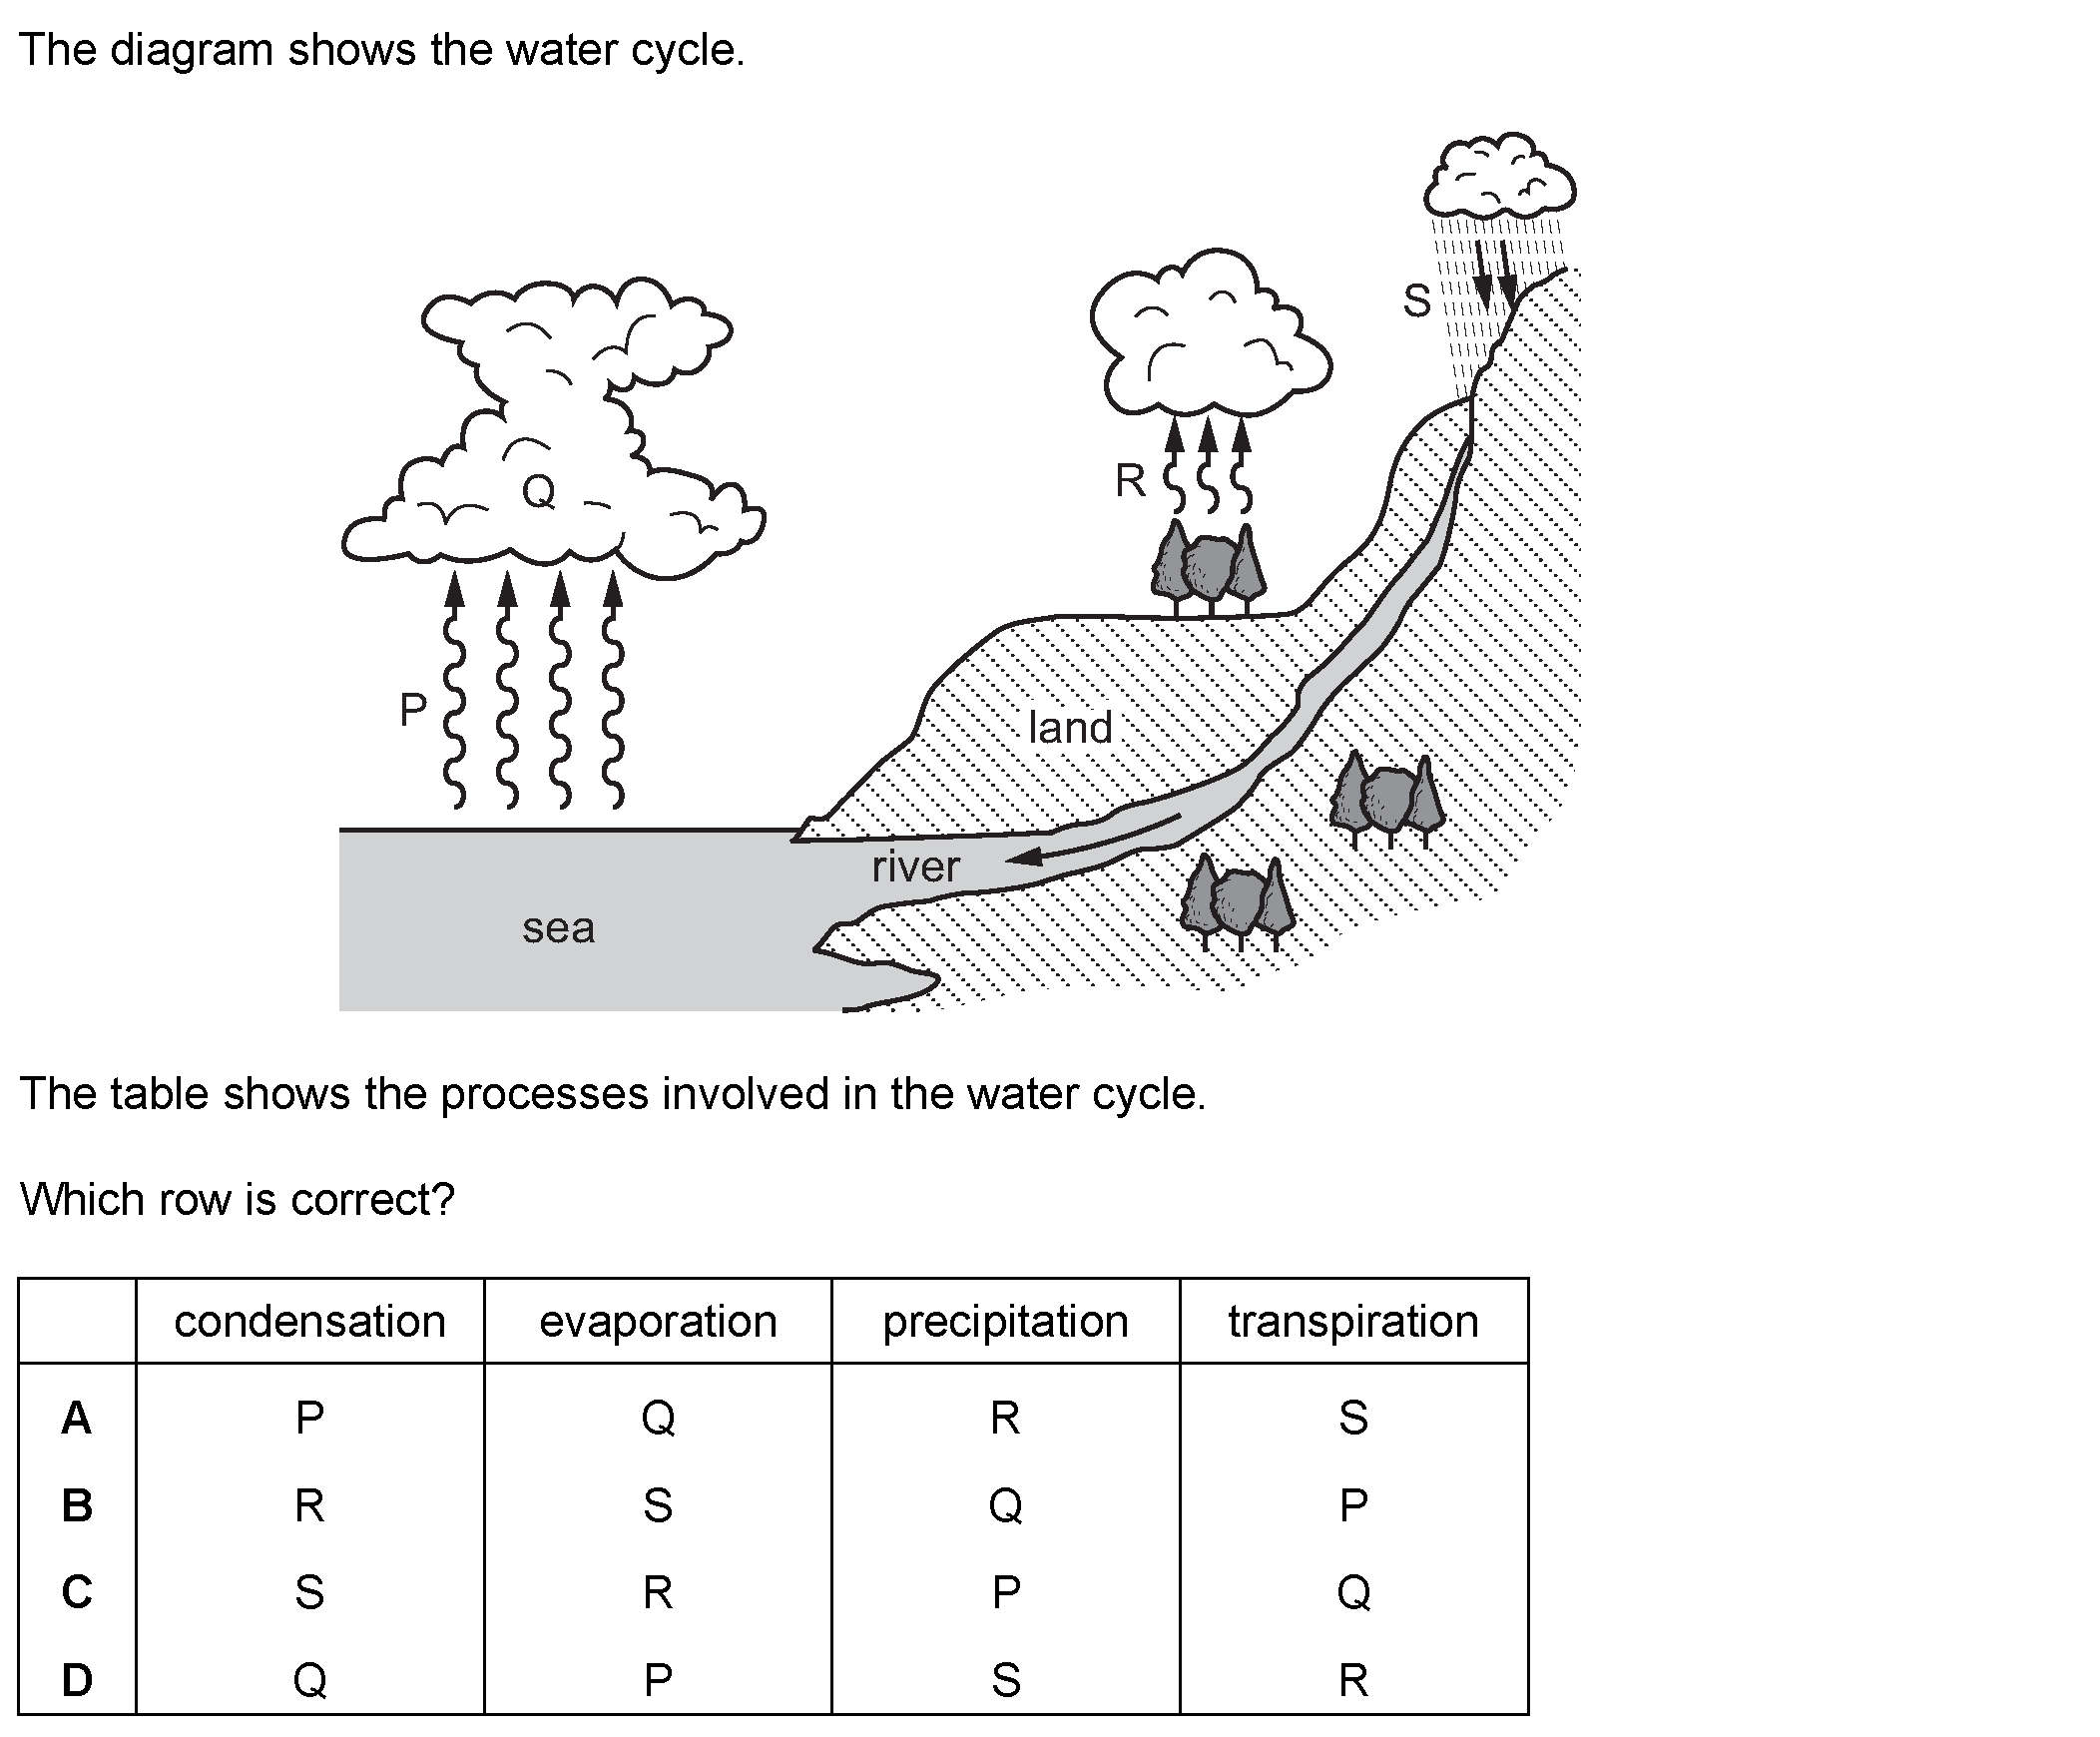 The diagram shows the water cycle.
S
Q
R
P
land
river
sea
The table shows the processes involved in the water cycle.
Which row is correct?
condensation evaporation precipitation transpiration
A P Q R S
B R S Q P
C S R P Q
D Q P S R